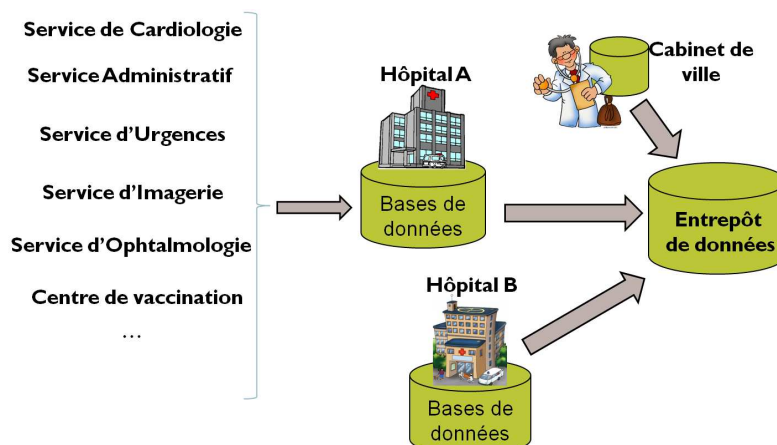 Service de Cardiologie
Service Administratif
Service d'Urgences
Service d'Imagerie
Service d'Ophtalmologie
Centre de vaccination
...
Hôpital A
Bases de
données
Hôpital B
Bases de
données
Cabinet de
ville
Entrepôt
de données